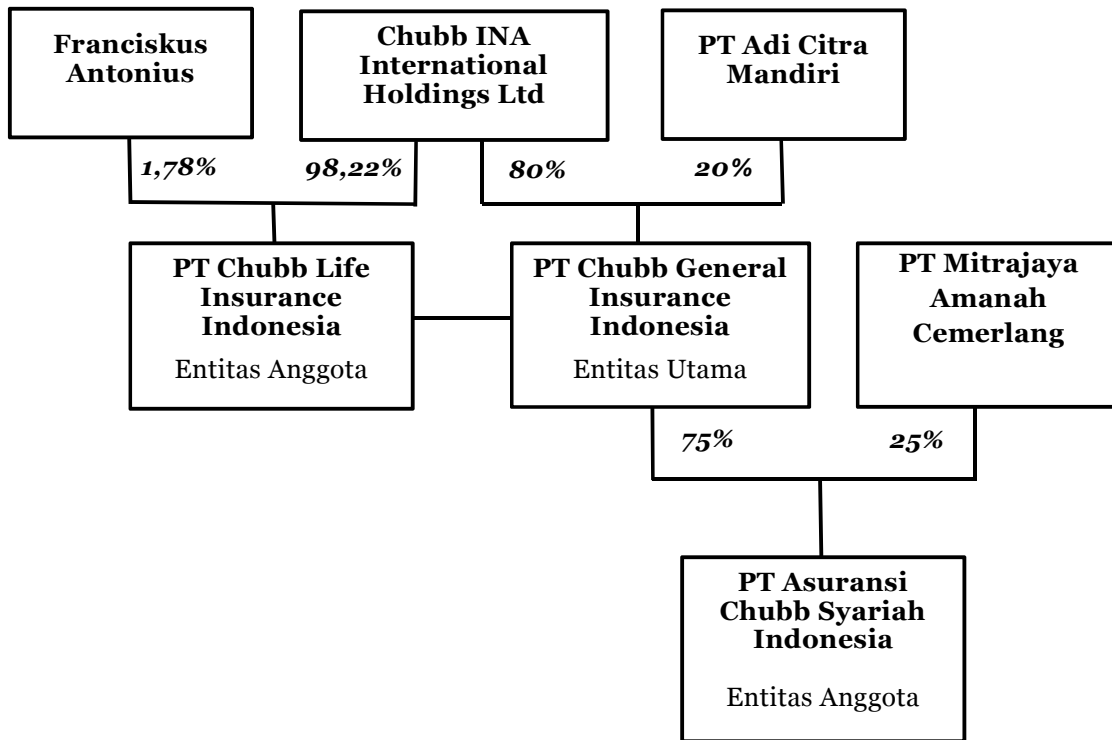 Franciskus
Antonius
Chubb INA
International
Holdings Ltd
PT Adi Citra
Mandiri
1,78%
98,22%
80%
20%
PT Chubb Life
Insurance
Indonesia
Entitas Anggota
PT Chubb General
Insurance
Indonesia
Entitas Utama
PT Mitrajaya
Amanah
Cemerlang
75%
25%
PT Asuransi
Chubb Syariah
Indonesia
Entitas Anggota